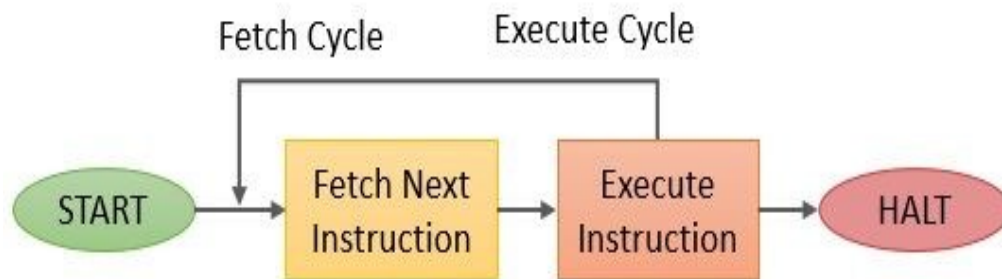 Fetch Cycle
Execute Cycle
START
Fetch Next
Instruction
Execute
Instruction
HALT